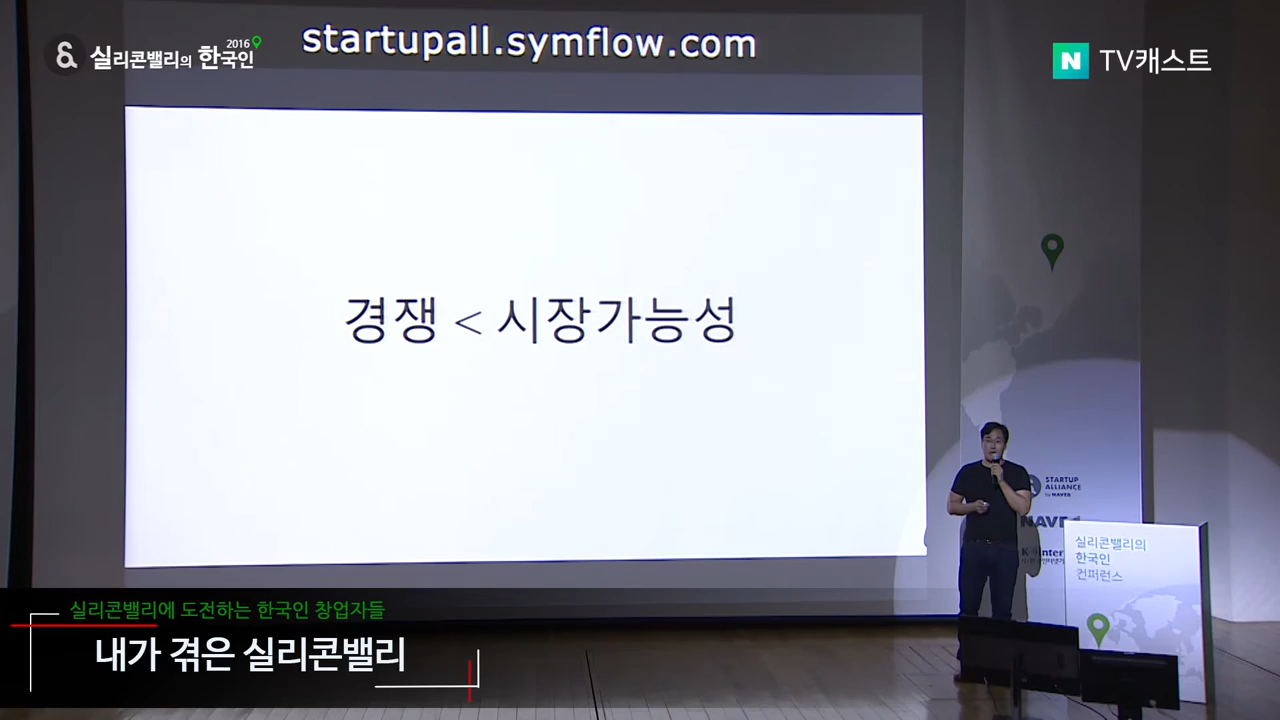 startupall.symflow.com
& 실리콘밸리의 한국인 2016
N TV캐스트
경쟁 < 시장가능성
STARTUP
ALLIANCE
by NAVER
실리콘밸리의
한국인
컨퍼런스
실리콘밸리에 도전하는 한국인 창업자들
내가 겪은 실리콘밸리